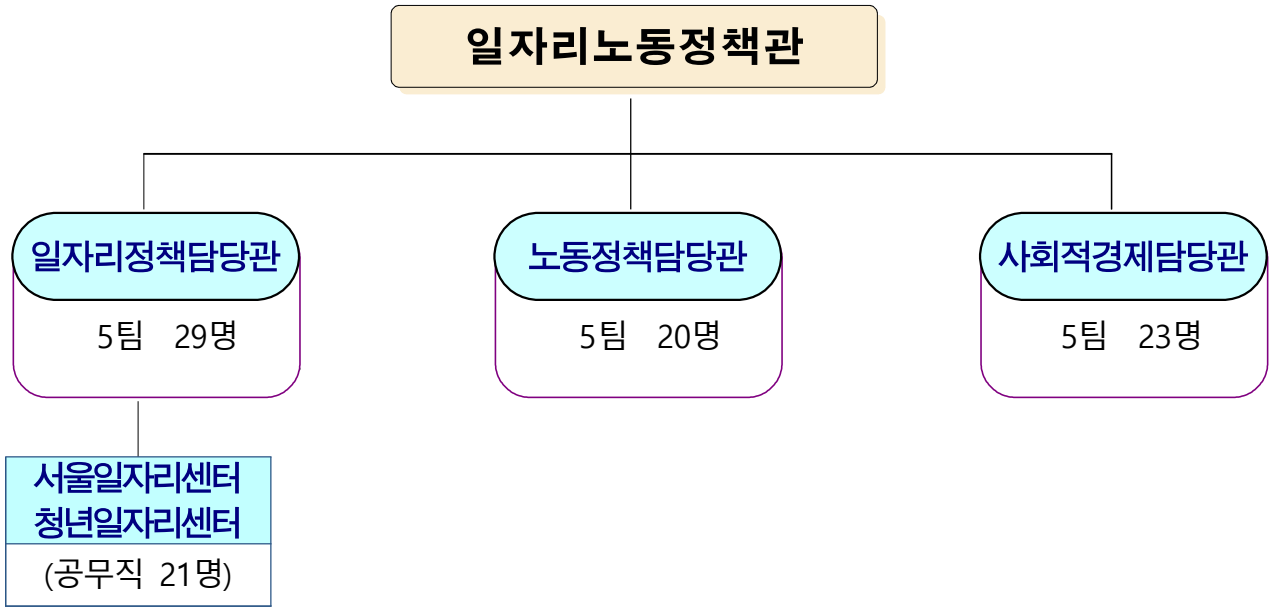 일자리노동정책관
일자리정책담당관
5팀 29명
노동정책담당관
5팀 20명
사회적경제담당관
5팀 23명
서울일자리센터
청년일자리센터
(공무직 21명)